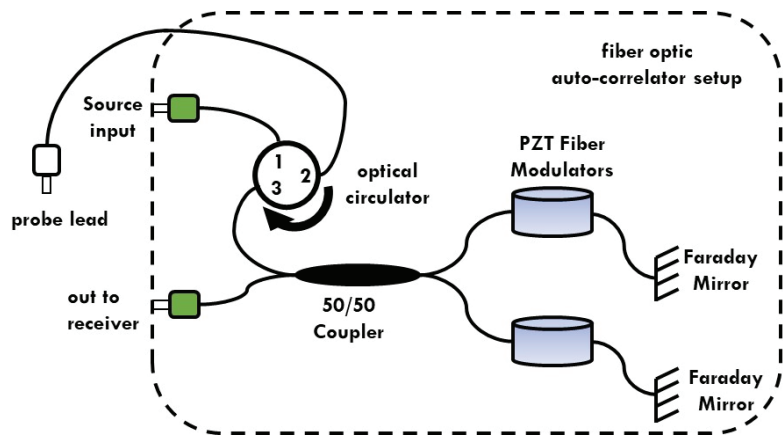 fiber optic
auto-correlator setup
Source
input
1
2
3
optical
circulator
probe lead
PZT Fiber
Modulators
Faraday
Mirror
out to
receiver
50/50
Coupler
Faraday
Mirror